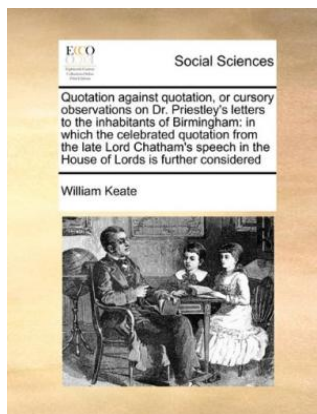 ECCO
Social Sciences
Quotation against quotation, or cursory
observations on Dr. Priestley's letters
to the inhabitants of Birmingham: in
which the celebrated quotation from
the late Lord Chatham's speech in the
House of Lords is further considered
William Keate